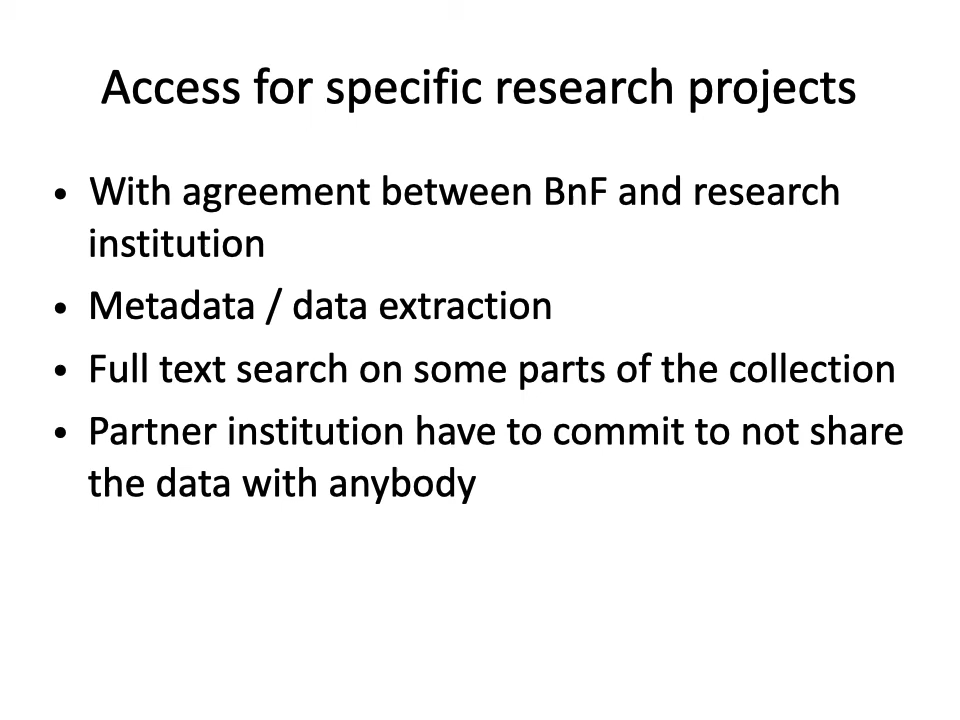 Access for specific research projects
• With agreement between BnF and research
institution
• Metadata / data extraction
• Full text search on some parts of the collection
• Partner institution have to commit to not share
the data with anybody